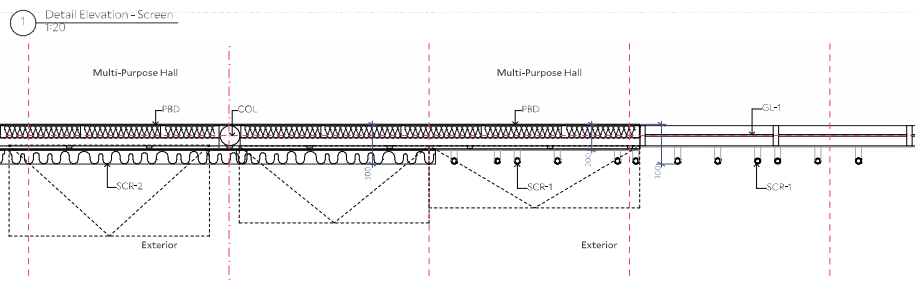 1
Detail Elevation - Screen
1:20
Multi-Purpose Hall
Multi-Purpose Hall
PBD
COL
PBD
GL-1
300
200
300
SCR-2
SCR-1
SCR-1
Exterior
Exterior